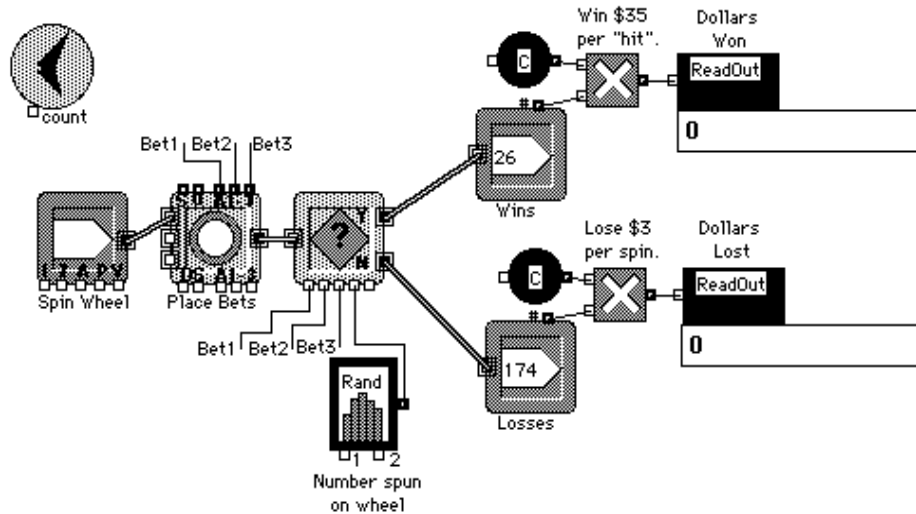 Win $35
per "hit".
Dollars
Won
C
ReadOut
count
#
0
Bet1
Bet2
Bet3
26
Wins
Y
?
N
Lose $3
per spin.
Dollars
Lost
C
ReadOut
#
0
Spin Wheel
Place Bets
Bet1
Bet2
Bet3
174
Losses
Rand
1 2
Number spun
on wheel